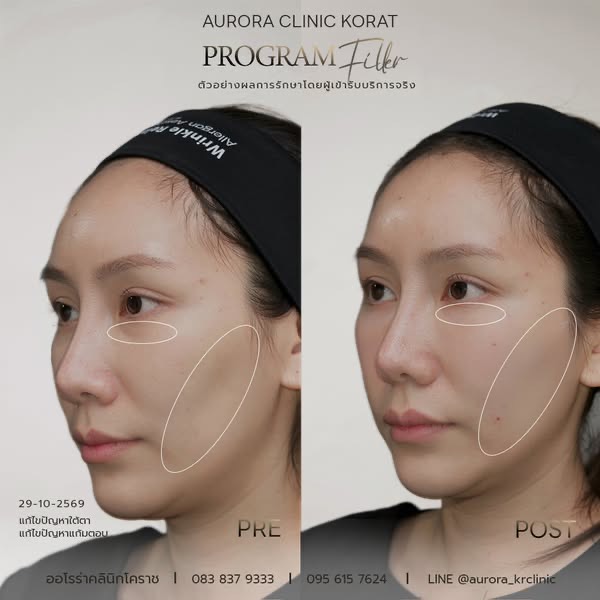 AURORA CLINIC KORAT
PROGRAM Filler
ตัวอย่างผลการรักษาโดยผู้เข้ารับบริการจริง
Wrinkle Re
Allergan Aes
29-10-2569
แก้ไขปัญหาใต้ตา
แก้ไขปัญหาแก้มตอบ
PRE
POST
ออโรร่าคลินิกโคราช | 083 837 9333 | 095 615 7624 | LINE @aurora_krclinic